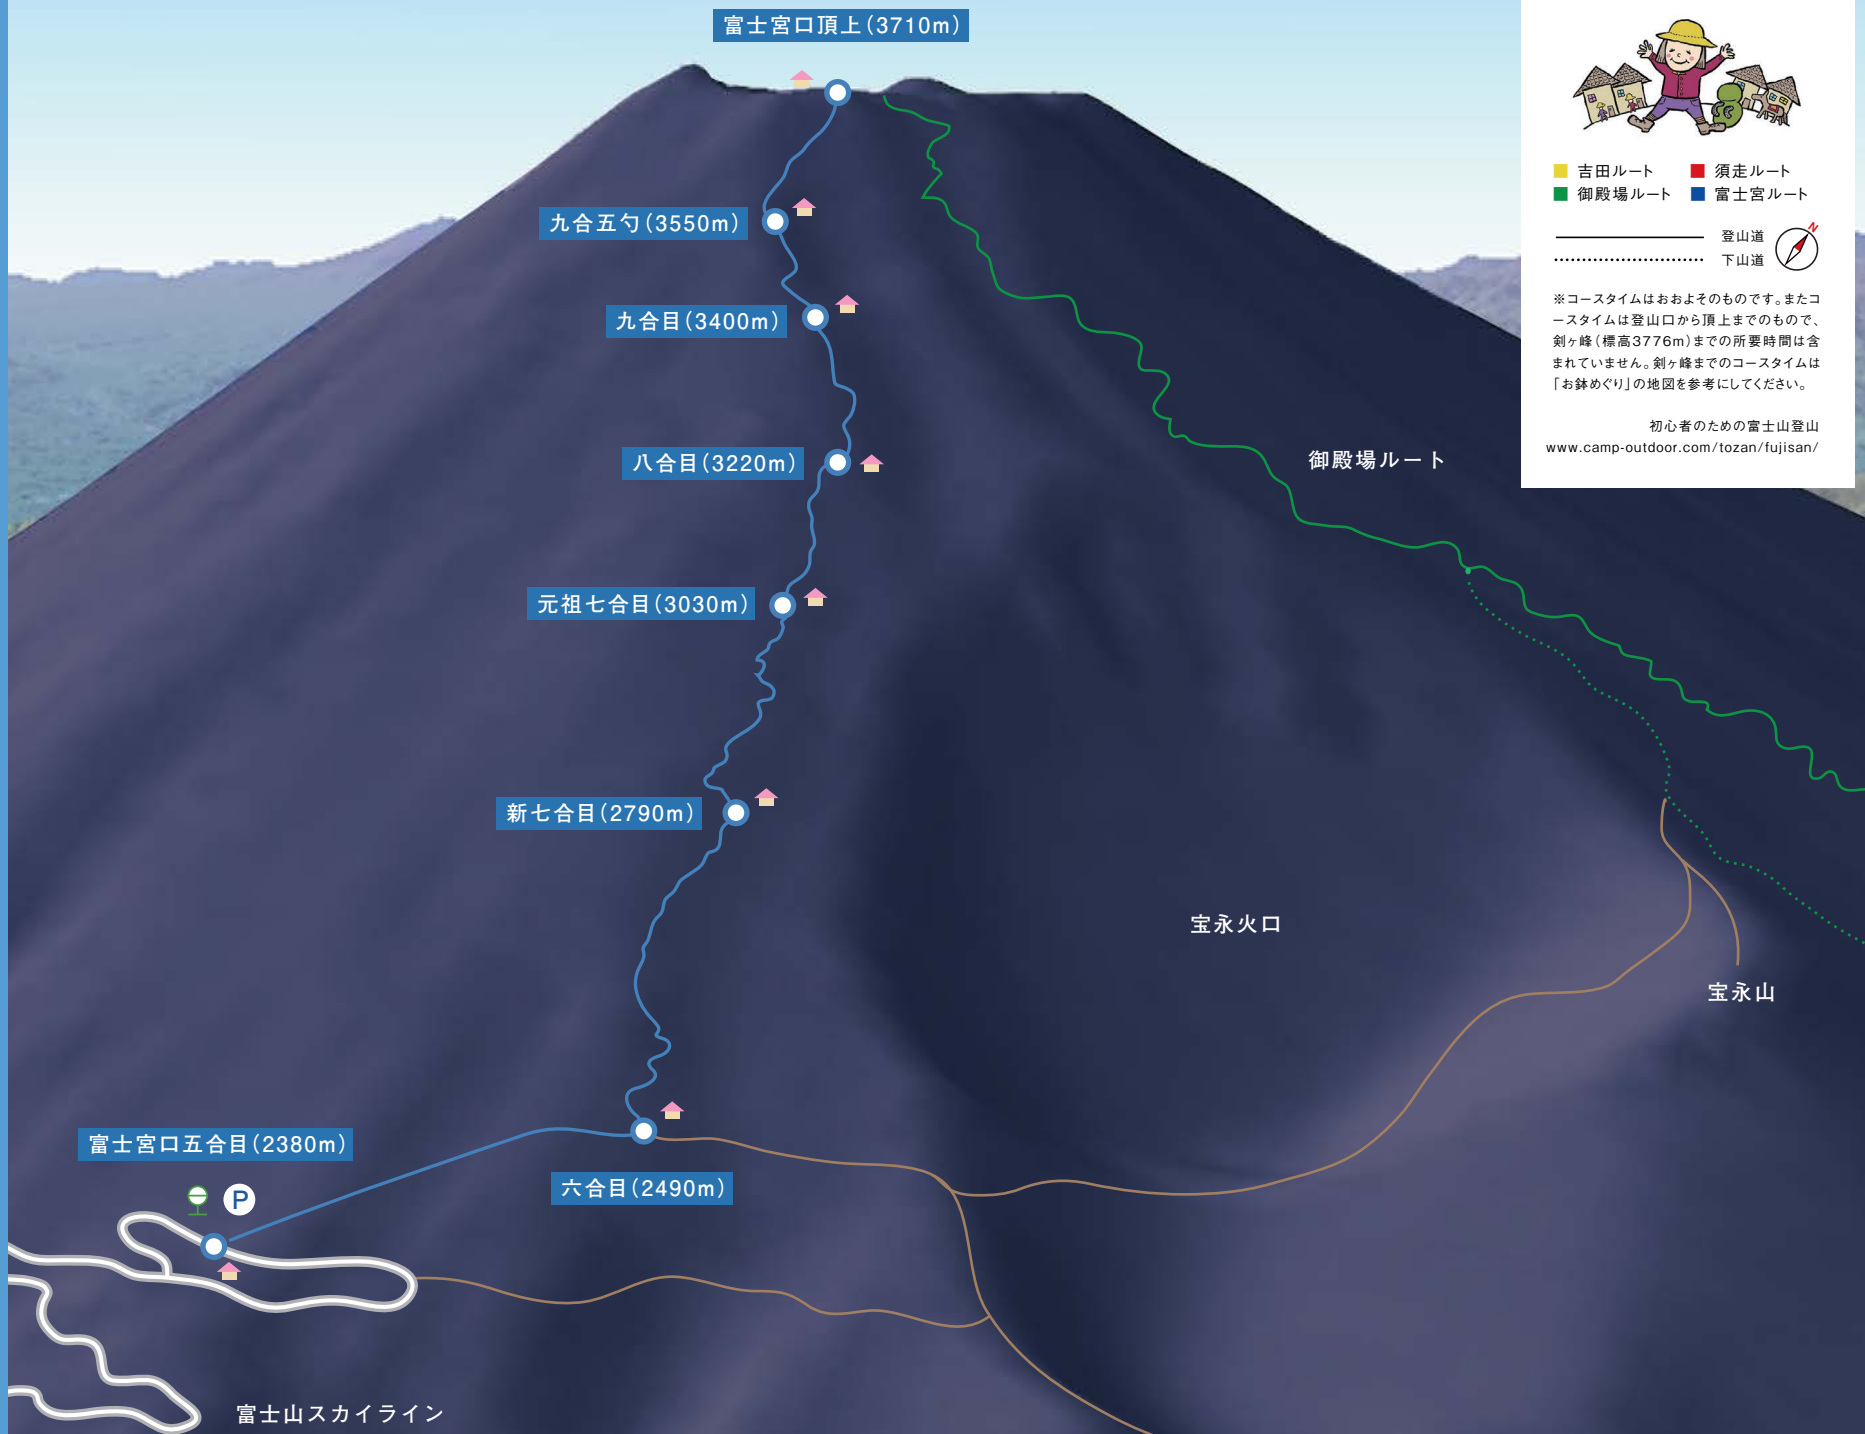 富士宮口頂上(3710m)
九合五勺(3550m)
九合目(3400m)
八合目(3220m)
元祖七合目(3030m)
新七合目(2790m)
富士宮口五合目(2380m)
P
六合目(2490m)
富士山スカイライン
御殿場ルート
宝永火口
宝永山
吉田ルート 須走ルート
御殿場ルート 富士宮ルート
登山道
下山道
N
※コースタイムはおおよそのものです。またコ
ースタイムは登山口から頂上までのもので、
剣ヶ峰(標高3776m)までの所要時間は含
まれていません。剣ヶ峰までのコースタイムは
「お鉢めぐり」の地図を参考にしてください。
初心者のための富士山登山
www.camp-outdoor.com/tozan/fujisan/